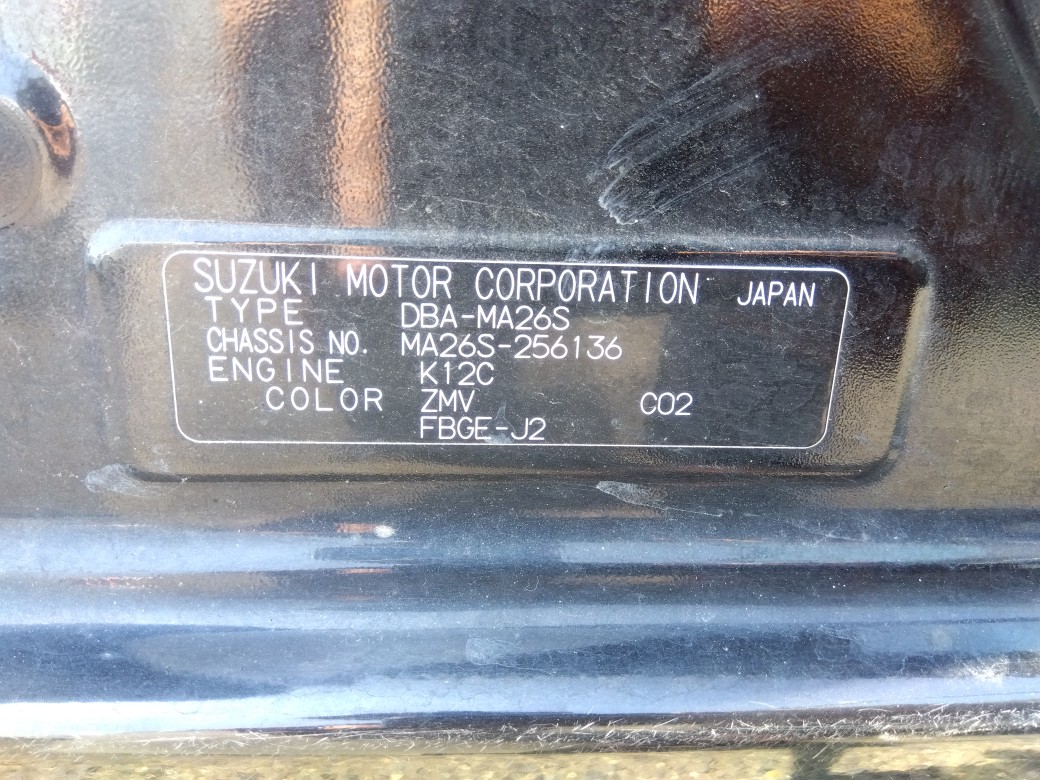 SUZUKI MOTOR CORPORATION JAPAN
TYPE DBA-MA26S
CHASSIS NO. MA26S-256136
ENGINE K12C
COLOR ZMV C02
FBGE-J2